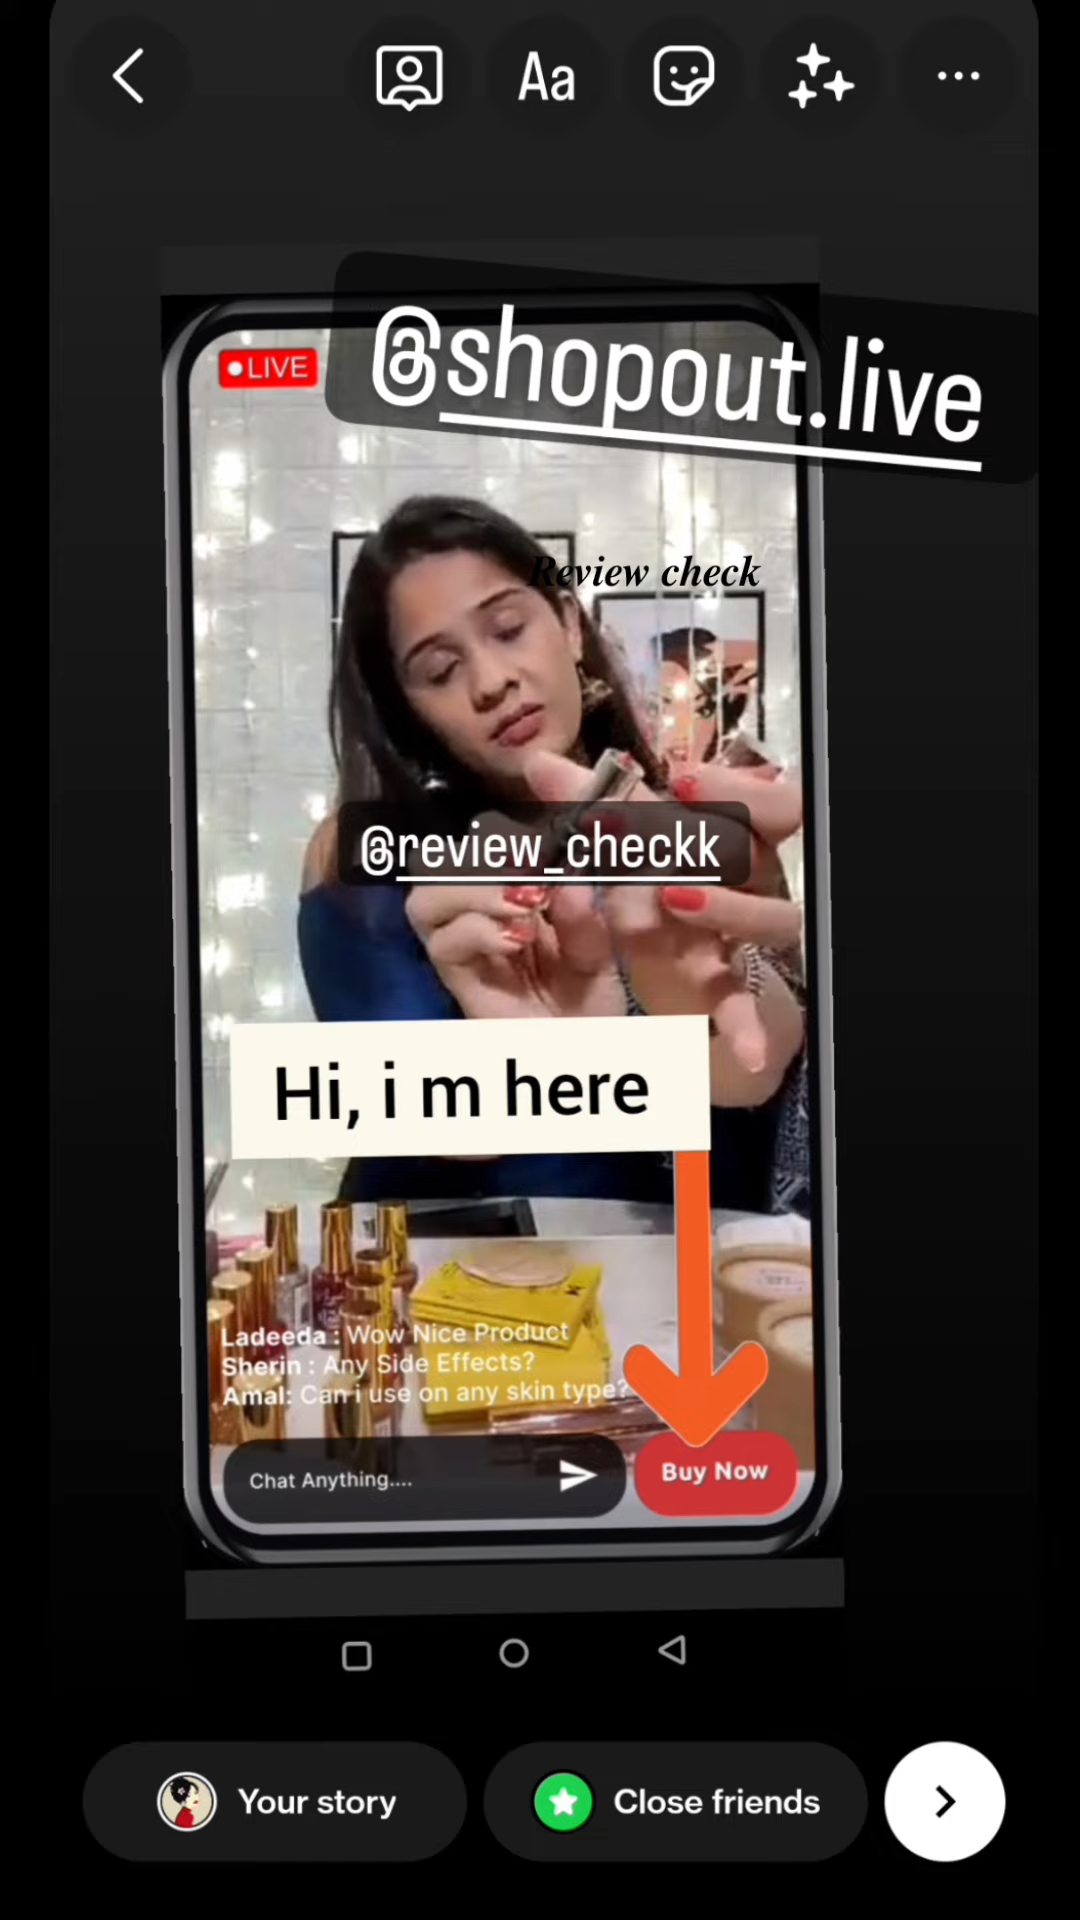 Aa
@shopout.live
LIVE
Review check
@review_checkk
Hi, i m here
Ladeeda : Wow Nice Product
Sherin : Any Side Effects?
Amal: Can i use on any skin type?
Chat Anything....
Buy Now
Your story
Close friends